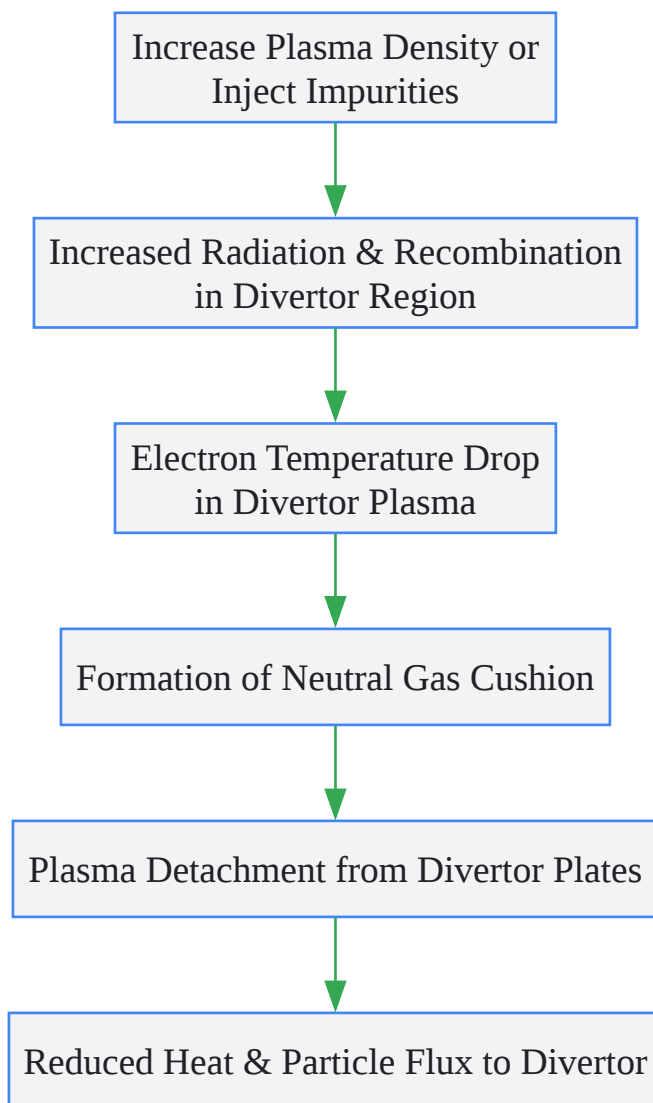 Increase Plasma Density or
Inject Impurities
Increased Radiation & Recombination
in Divertor Region
Electron Temperature Drop
in Divertor Plasma
Formation of Neutral Gas Cushion
Plasma Detachment from Divertor Plates
Reduced Heat & Particle Flux to Divertor